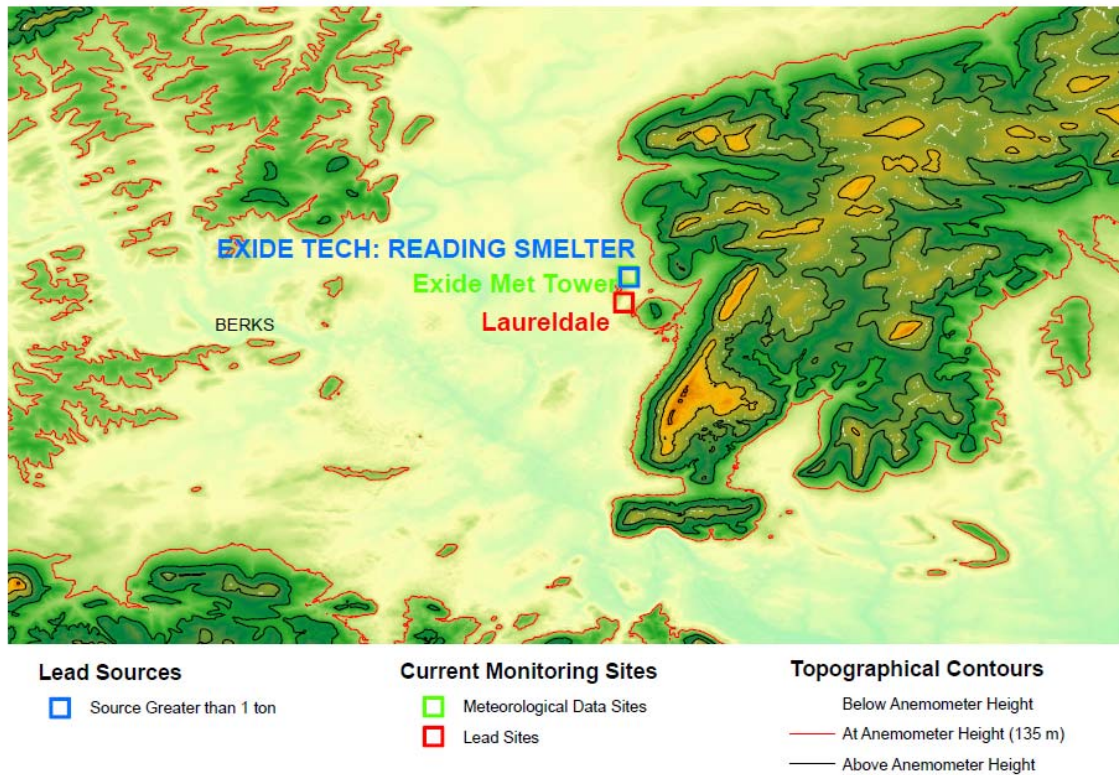 EXIDE TECH: READING SMELTER
Exide Met Tower
Laureldale
BERKS
Lead Sources
Source Greater than 1 ton
Current Monitoring Sites
Meteorological Data Sites
Lead Sites
Topographical Contours
Below Anemometer Height
At Anemometer Height (135 m)
Above Anemometer Height